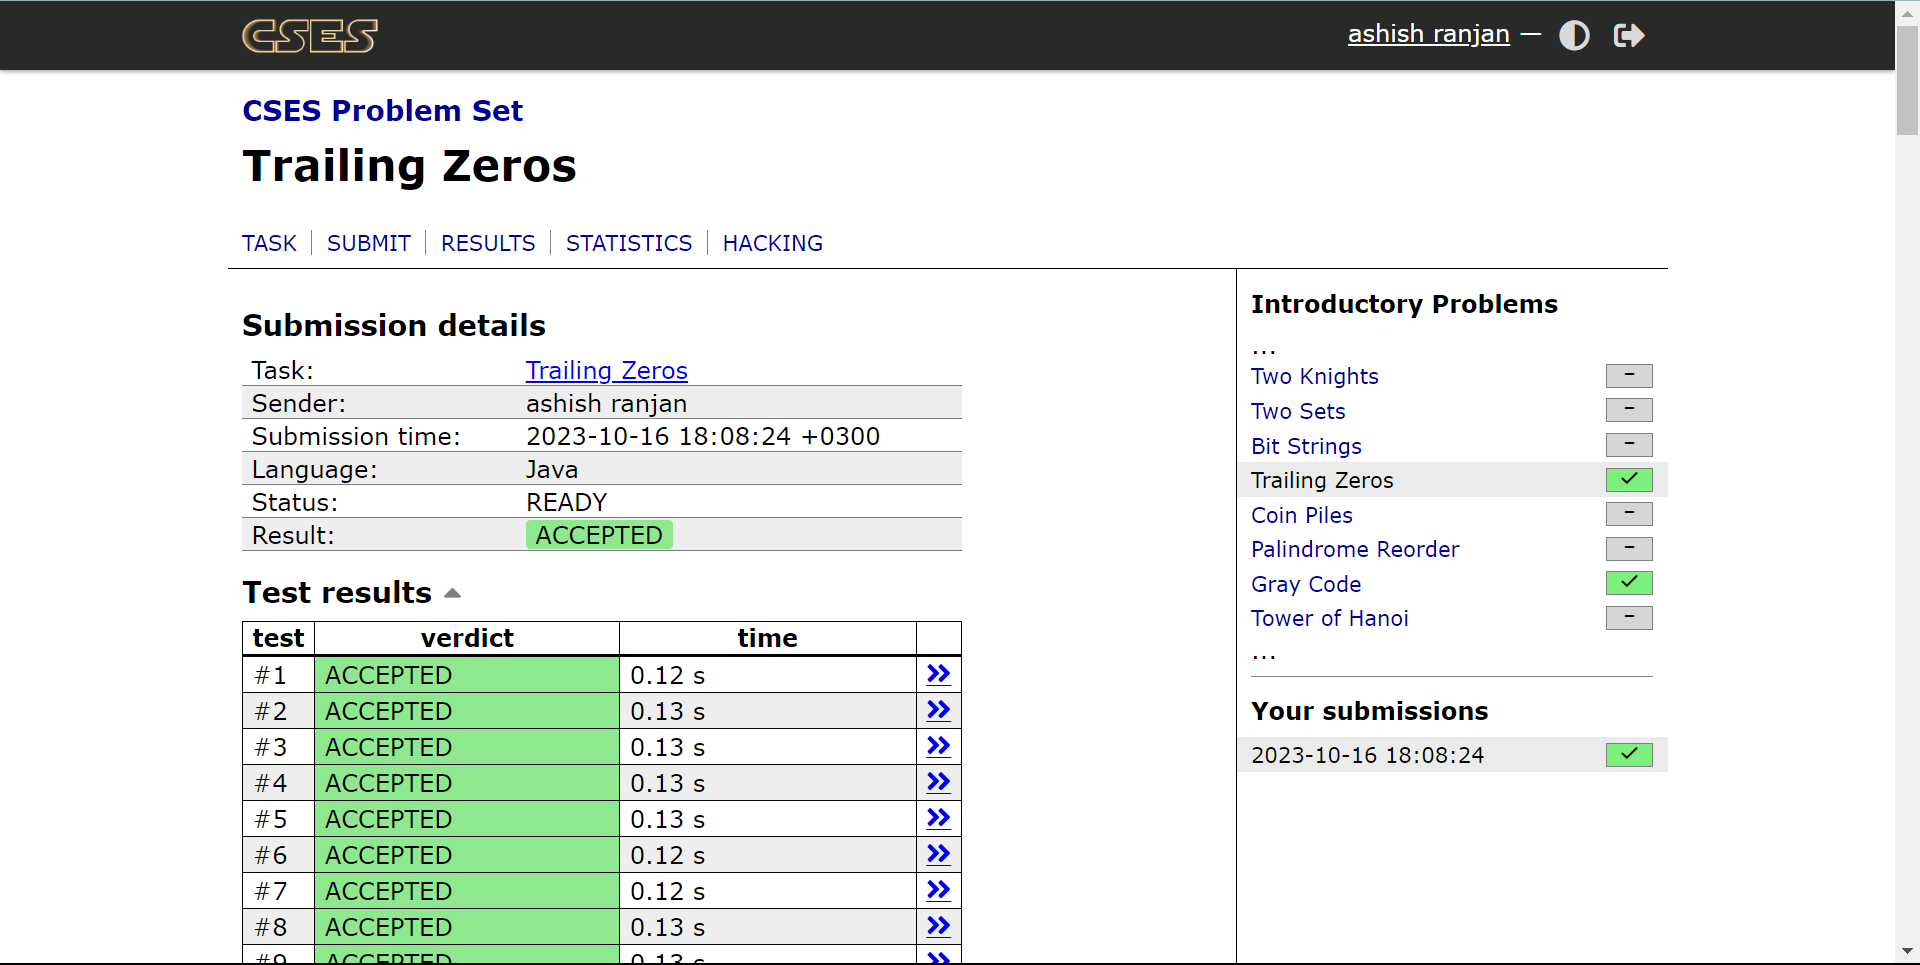 CSES
ashish ranjan —
CSES Problem Set
Trailing Zeros
TASK SUBMIT RESULTS STATISTICS HACKING
Submission details
Task: Trailing Zeros
Sender: ashish ranjan
Submission time: 2023-10-16 18:08:24 +0300
Language: Java
Status: READY
Result: ACCEPTED
Test results
test verdict time
#1 ACCEPTED 0.12 s
#2 ACCEPTED 0.13 s
#3 ACCEPTED 0.13 s
#4 ACCEPTED 0.13 s
#5 ACCEPTED 0.13 s
#6 ACCEPTED 0.12 s
#7 ACCEPTED 0.12 s
#8 ACCEPTED 0.13 s
#9 ACCEPTED 0.13 s
Introductory Problems
...
Two Knights –
Two Sets –
Bit Strings –
Trailing Zeros
Coin Piles –
Palindrome Reorder –
Gray Code
Tower of Hanoi –
...
Your submissions
2023-10-16 18:08:24